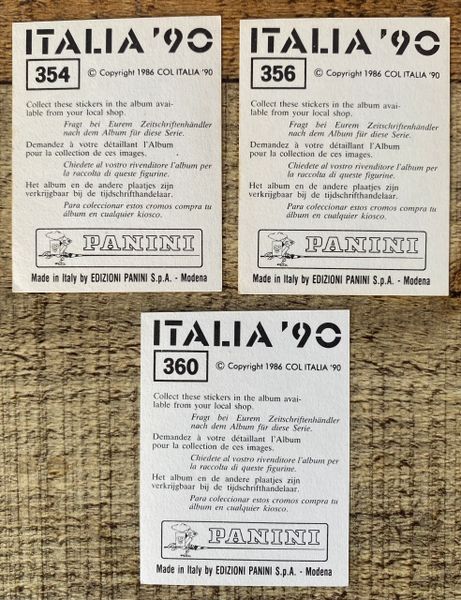 ITALIA '90
354 © Copyright 1986 COL ITALIA '90
Collect these stickers in the album avai-
lable from your local shop.
Fragt bei Eurem Zeitschriftenhändler
nach dem Album für diese Serie.
Demandez à votre détaillant l'Album
pour la collection de ces images.
Chiedete al vostro rivenditore l'album per
la raccolta di queste figurine.
Het album en de andere plaatjes zijn
verkrijgbaar bij de tijdschrifthandelaar.
Para coleccionar estos cromos compra tu
álbum en cualquier kiosco.
PANINI
Made in Italy by EDIZIONI PANINI S.p.A. - Modena
ITALIA '90
356 © Copyright 1986 COL ITALIA '90
Collect these stickers in the album avai-
lable from your local shop.
Fragt bei Eurem Zeitschriftenhändler
nach dem Album für diese Serie.
Demandez à votre détaillant l'Album
pour la collection de ces images.
Chiedete al vostro rivenditore l'album per
la raccolta di queste figurine.
Het album en de andere plaatjes zijn
verkrijgbaar bij de tijdschrifthandelaar.
Para coleccionar estos cromos compra tu
álbum en cualquier kiosco.
PANINI
Made in Italy by EDIZIONI PANINI S.p.A. - Modena
ITALIA '90
360 © Copyright 1986 COL ITALIA '90
Collect these stickers in the album avai-
lable from your local shop.
Fragt bei Eurem Zeitschriftenhändler
nach dem Album für diese Serie.
Demandez à votre détaillant l'Album
pour la collection de ces images.
Chiedete al vostro rivenditore l'album per
la raccolta di queste figurine.
Het album en de andere plaatjes zijn
verkrijgbaar bij de tijdschrifthandelaar.
Para coleccionar estos cromos compra tu
álbum en cualquier kiosco.
PANINI
Made in Italy by EDIZIONI PANINI S.p.A. - Modena